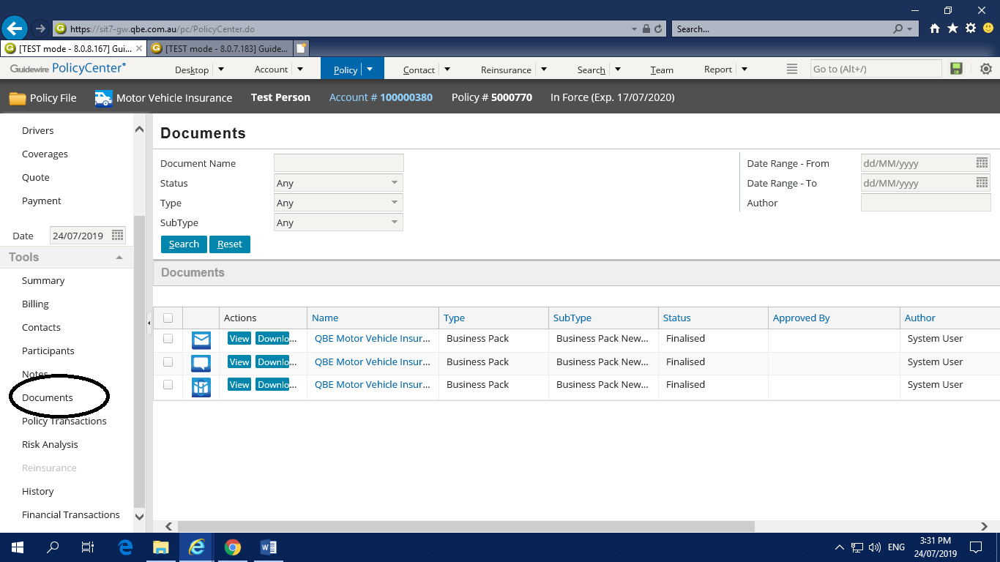 https://sit7-gw.qbe.com.au/pc/PolicyCenter.do
Search...
[TEST mode - 8.0.8.167] Gui...
[TEST mode - 8.0.7.183] Guide...
Guidewire PolicyCenter
Desktop Account Policy Contact Reinsurance Search Team Report
Go to (Alt+/)
Policy File Motor Vehicle Insurance Test Person Account # 100000380 Policy # 5000770 In Force (Exp. 17/07/2020)
Drivers
Coverages
Quote
Payment
Date 24/07/2019
Tools
Summary
Billing
Contacts
Participants
Notes
Documents
Policy Transactions
Risk Analysis
Reinsurance
History
Financial Transactions
Documents
Document Name
Status Any
Type Any
SubType Any
Date Range - From dd/MM/yyyy
Date Range - To dd/MM/yyyy
Author
Search Reset
Documents
Actions Name Type SubType Status Approved By Author
View Downlo... QBE Motor Vehicle Insur... Business Pack Business Pack New... Finalised System User
View Downlo... QBE Motor Vehicle Insur... Business Pack Business Pack New... Finalised System User
View Downlo... QBE Motor Vehicle Insur... Business Pack Business Pack New... Finalised System User
ENG
3:31 PM
24/07/2019